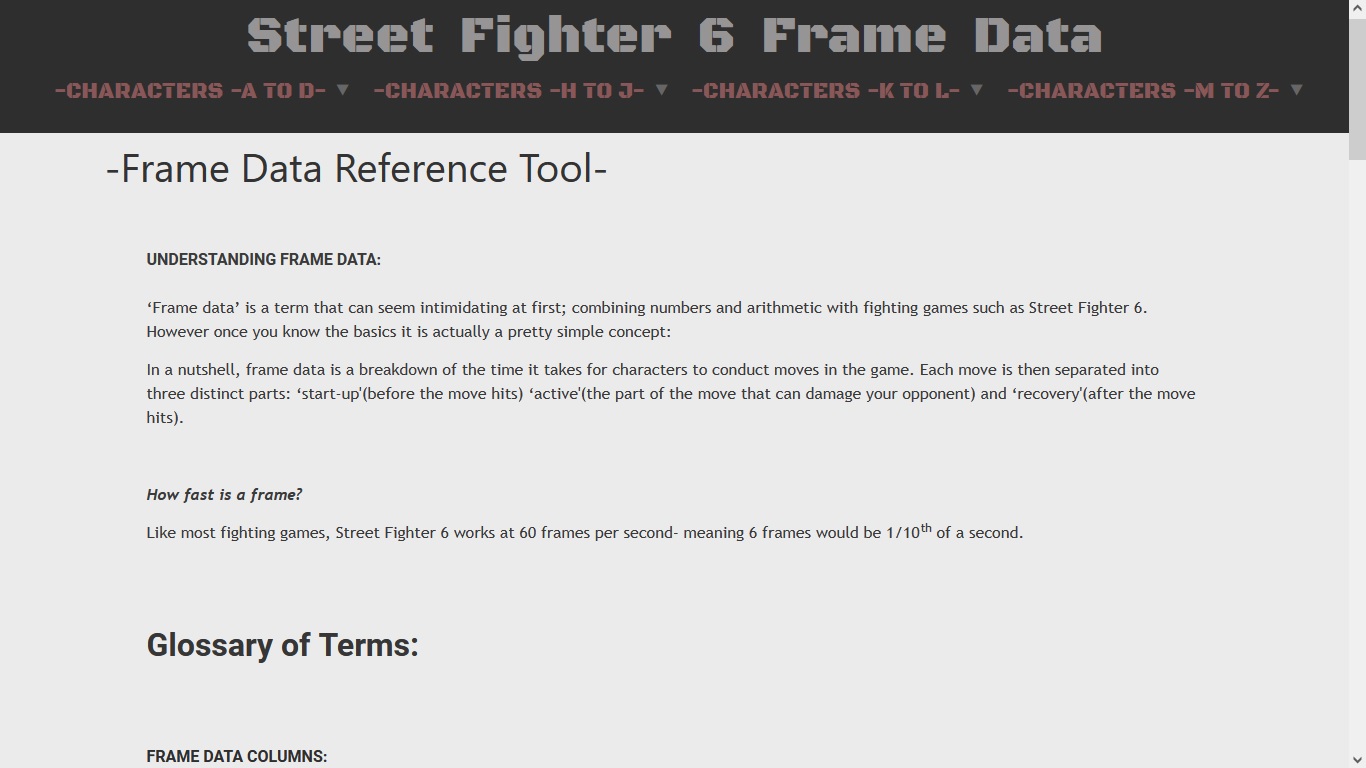 Street Fighter 6 Frame Data
-CHARACTERS -A TO D- ▼ -CHARACTERS -H TO J- ▼ -CHARACTERS -K TO L- ▼ -CHARACTERS -M TO Z- ▼
-Frame Data Reference Tool-
UNDERSTANDING FRAME DATA:
‘Frame data’ is a term that can seem intimidating at first; combining numbers and arithmetic with fighting games such as Street Fighter 6.
However once you know the basics it is actually a pretty simple concept:
In a nutshell, frame data is a breakdown of the time it takes for characters to conduct moves in the game. Each move is then separated into
three distinct parts: ‘start-up'(before the move hits) ‘active'(the part of the move that can damage your opponent) and ‘recovery'(after the move
hits).
How fast is a frame?
Like most fighting games, Street Fighter 6 works at 60 frames per second- meaning 6 frames would be 1/10th of a second.
Glossary of Terms:
FRAME DATA COLUMNS: